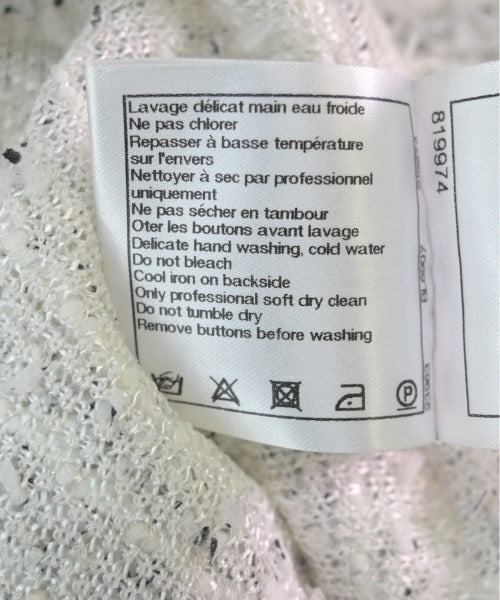 Lavage délicat main eau froide
Ne pas chlorer
Repasser à basse température
sur l'envers
Nettoyer à sec par professionnel
uniquement
Ne pas sécher en tambour
Oter les boutons avant lavage
Delicate hand washing, cold water
Do not bleach
Cool iron on backside
Only professional soft dry clean
Do not tumble dry
Remove buttons before washing
P
819974